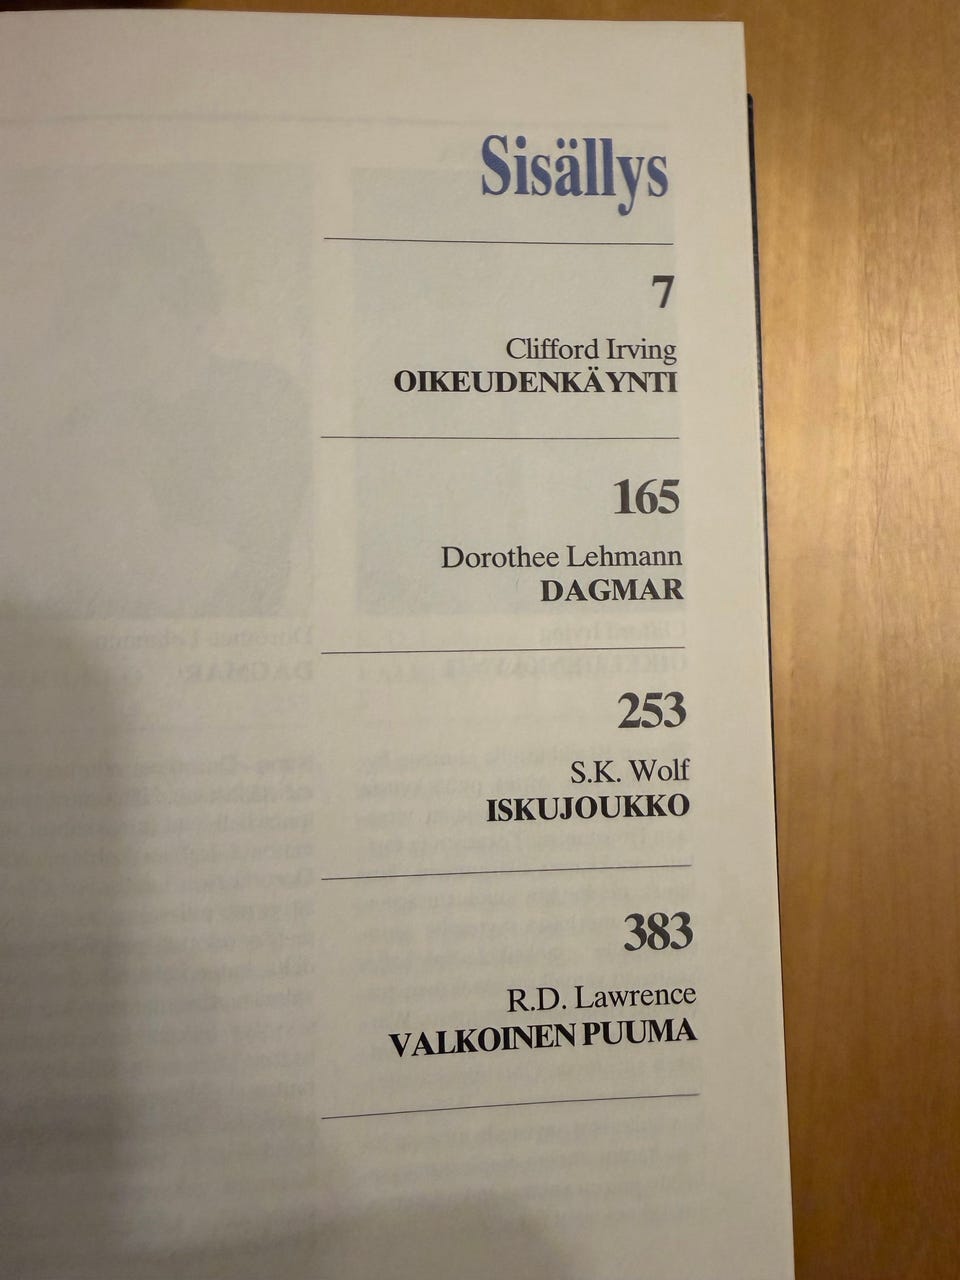 Sisällys
7
Clifford Irving
OIKEUDENKÄYNTI
165
Dorothee Lehmann
DAGMAR
253
S.K. Wolf
ISKUJOUKKO
383
R.D. Lawrence
VALKOINEN PUUMA